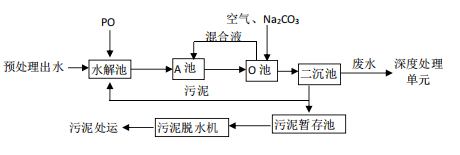 PO
空气、Na₂CO₃
混合液
预处理出水
水解池
A 池
O 池
二沉池
废水
深度处理
单元
污泥
污泥处运
污泥脱水机
污泥暂存池